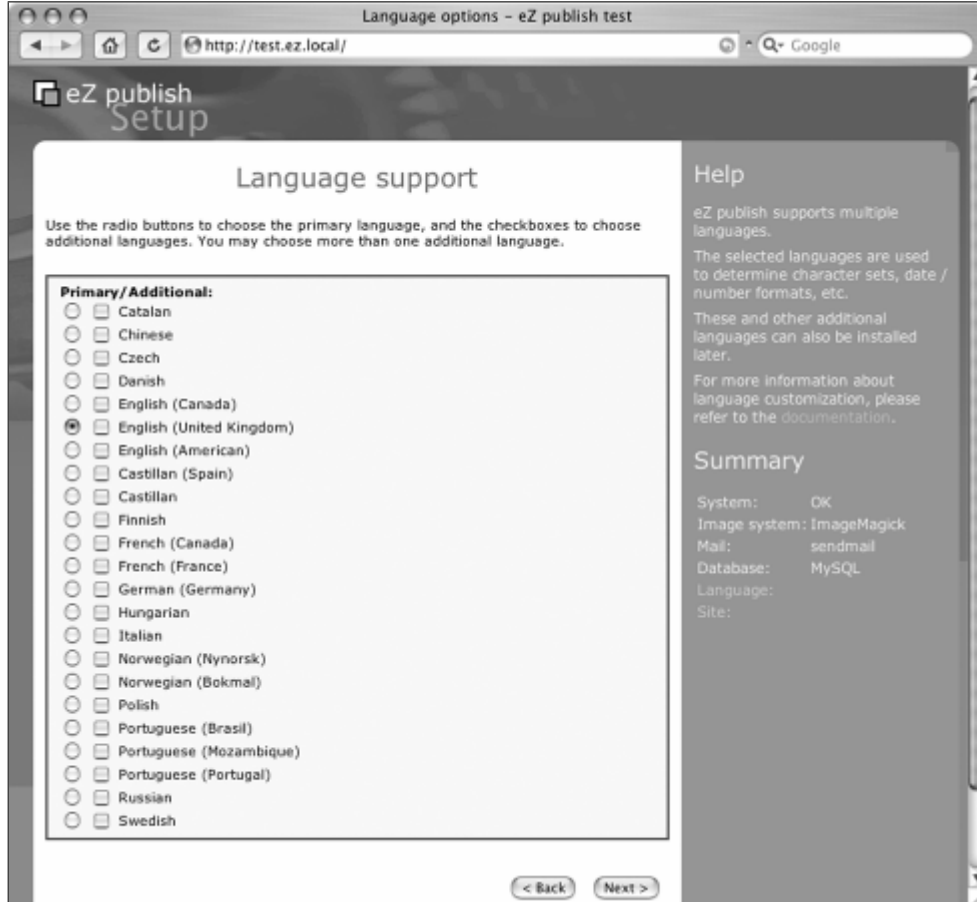 Language options – eZ publish test
http://test.ez.local/
Google
eZ publish
Setup
Language support
Use the radio buttons to choose the primary language, and the checkboxes to choose
additional languages. You may choose more than one additional language.
Primary/Additional:
Catalan
Chinese
Czech
Danish
English (Canada)
English (United Kingdom)
English (American)
Castillan (Spain)
Castillan
Finnish
French (Canada)
French (France)
German (Germany)
Hungarian
Italian
Norwegian (Nynorsk)
Norwegian (Bokmal)
Polish
Portuguese (Brasil)
Portuguese (Mozambique)
Portuguese (Portugal)
Russian
Swedish
< Back
Next >
Help
eZ publish supports multiple
languages.
The selected languages are used
to determine character sets, date /
number formats, etc.
These and other additional
languages can also be installed
later.
For more information about
language customization, please
refer to the documentation.
Summary
System: OK
Image system: ImageMagick
Mail: sendmail
Database: MySQL
Language:
Site: